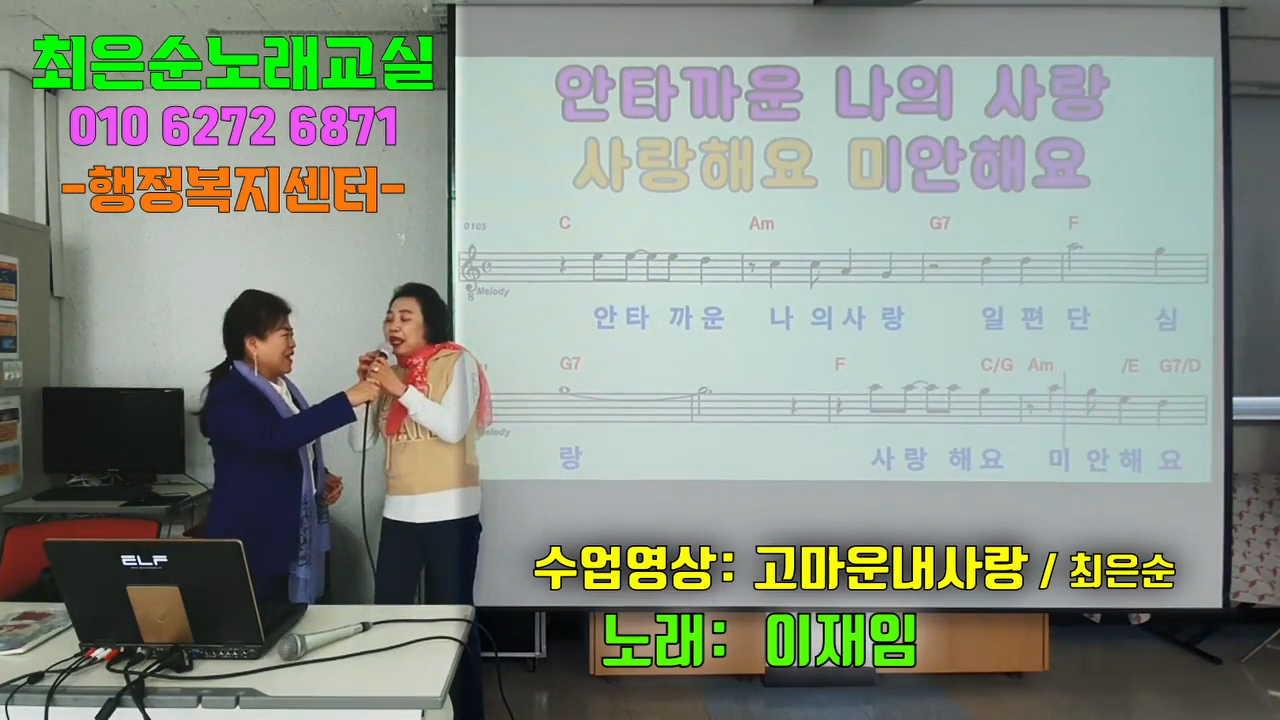 최은순노래교실
010 6272 6871
-행정복지센터-
안타까운 나의 사랑
사랑해요 미안해요
0105
C Am G7 F
8 Melody
안타 까운 나 의사 랑 일 편 단 심
G7 F C/G Am /E G7/D
랑 사 랑 해 요 미 안 해 요
ELF
수업영상: 고마운내사랑 / 최은순
노래: 이재임